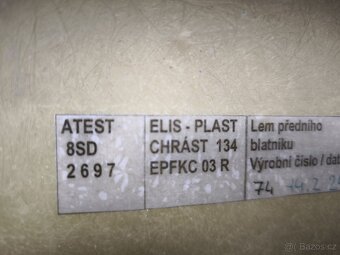 ATEST
8SD
2697
ELIS - PLAST
CHRÁST 134
EPFKC 03 R
Lem předního
blatníku
Výrobní číslo / dat
74
Bazos.cz